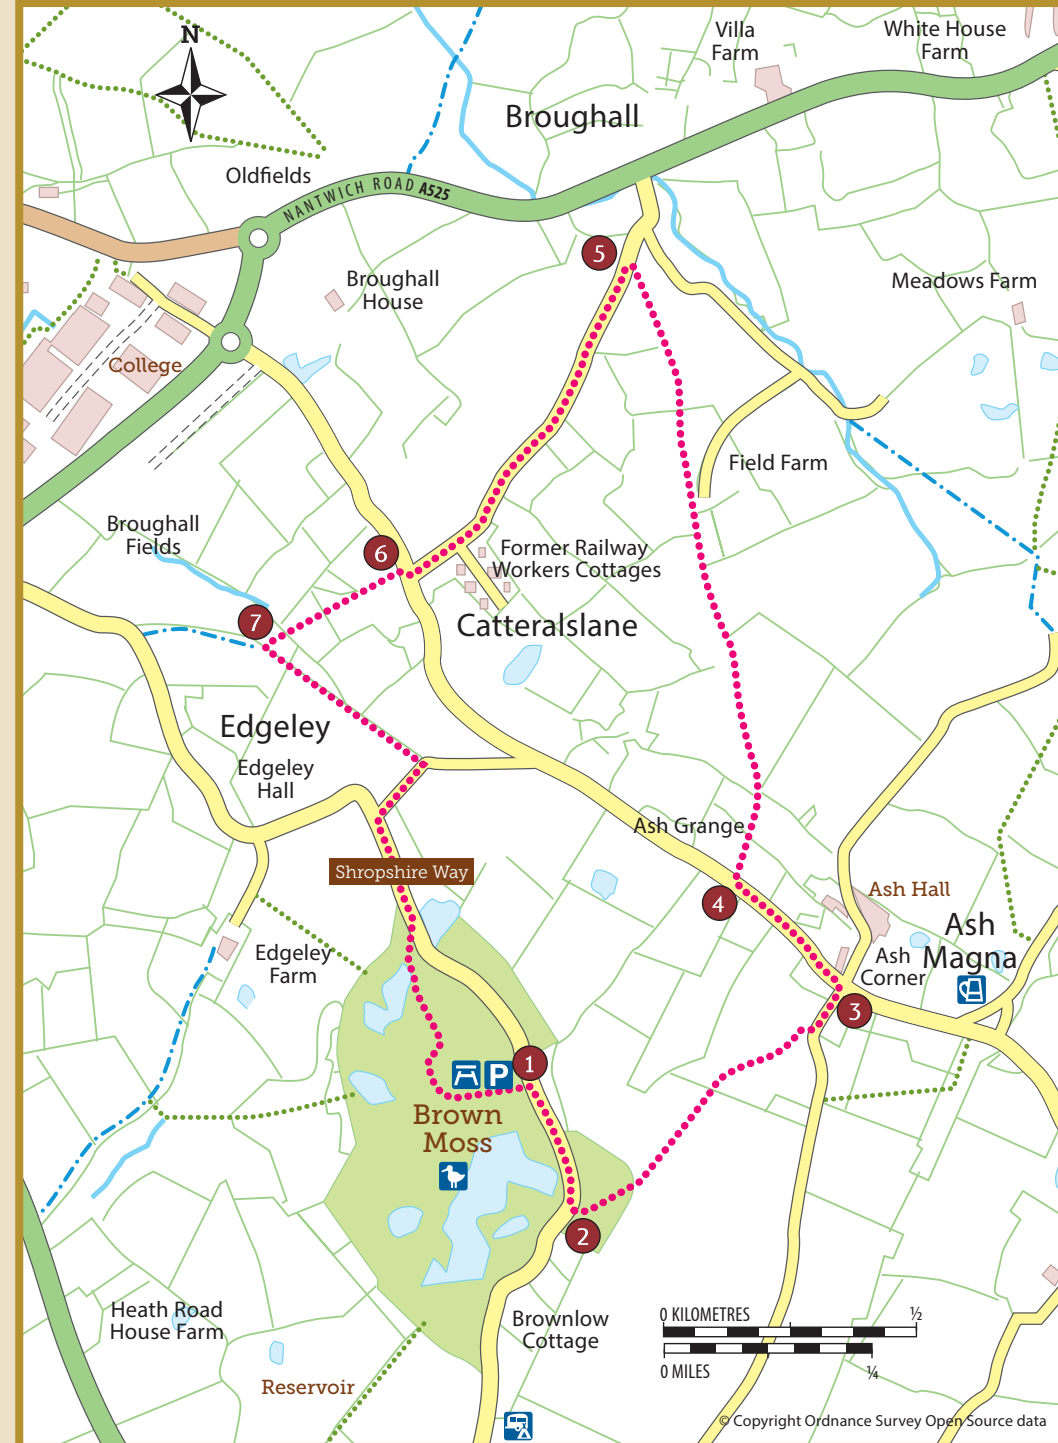 N
Villa
Farm
White House
Farm
Broughall
Oldfields
NANTWICH ROAD A525
5
Broughall
House
Meadows Farm
College
Field Farm
Broughall
Fields
6
Former Railway
Workers Cottages
7
Catteralslane
Edgeley
Edgeley
Hall
Ash Grange
Shropshire Way
4
Ash Hall
Ash
Magna
Ash
Corner
Edgeley
Farm
3
1
P
Brown
Moss
2
Heath Road
House Farm
Brownlow
Cottage
0 KILOMETRES ½
0 MILES ¼
Reservoir
© Copyright Ordnance Survey Open Source data